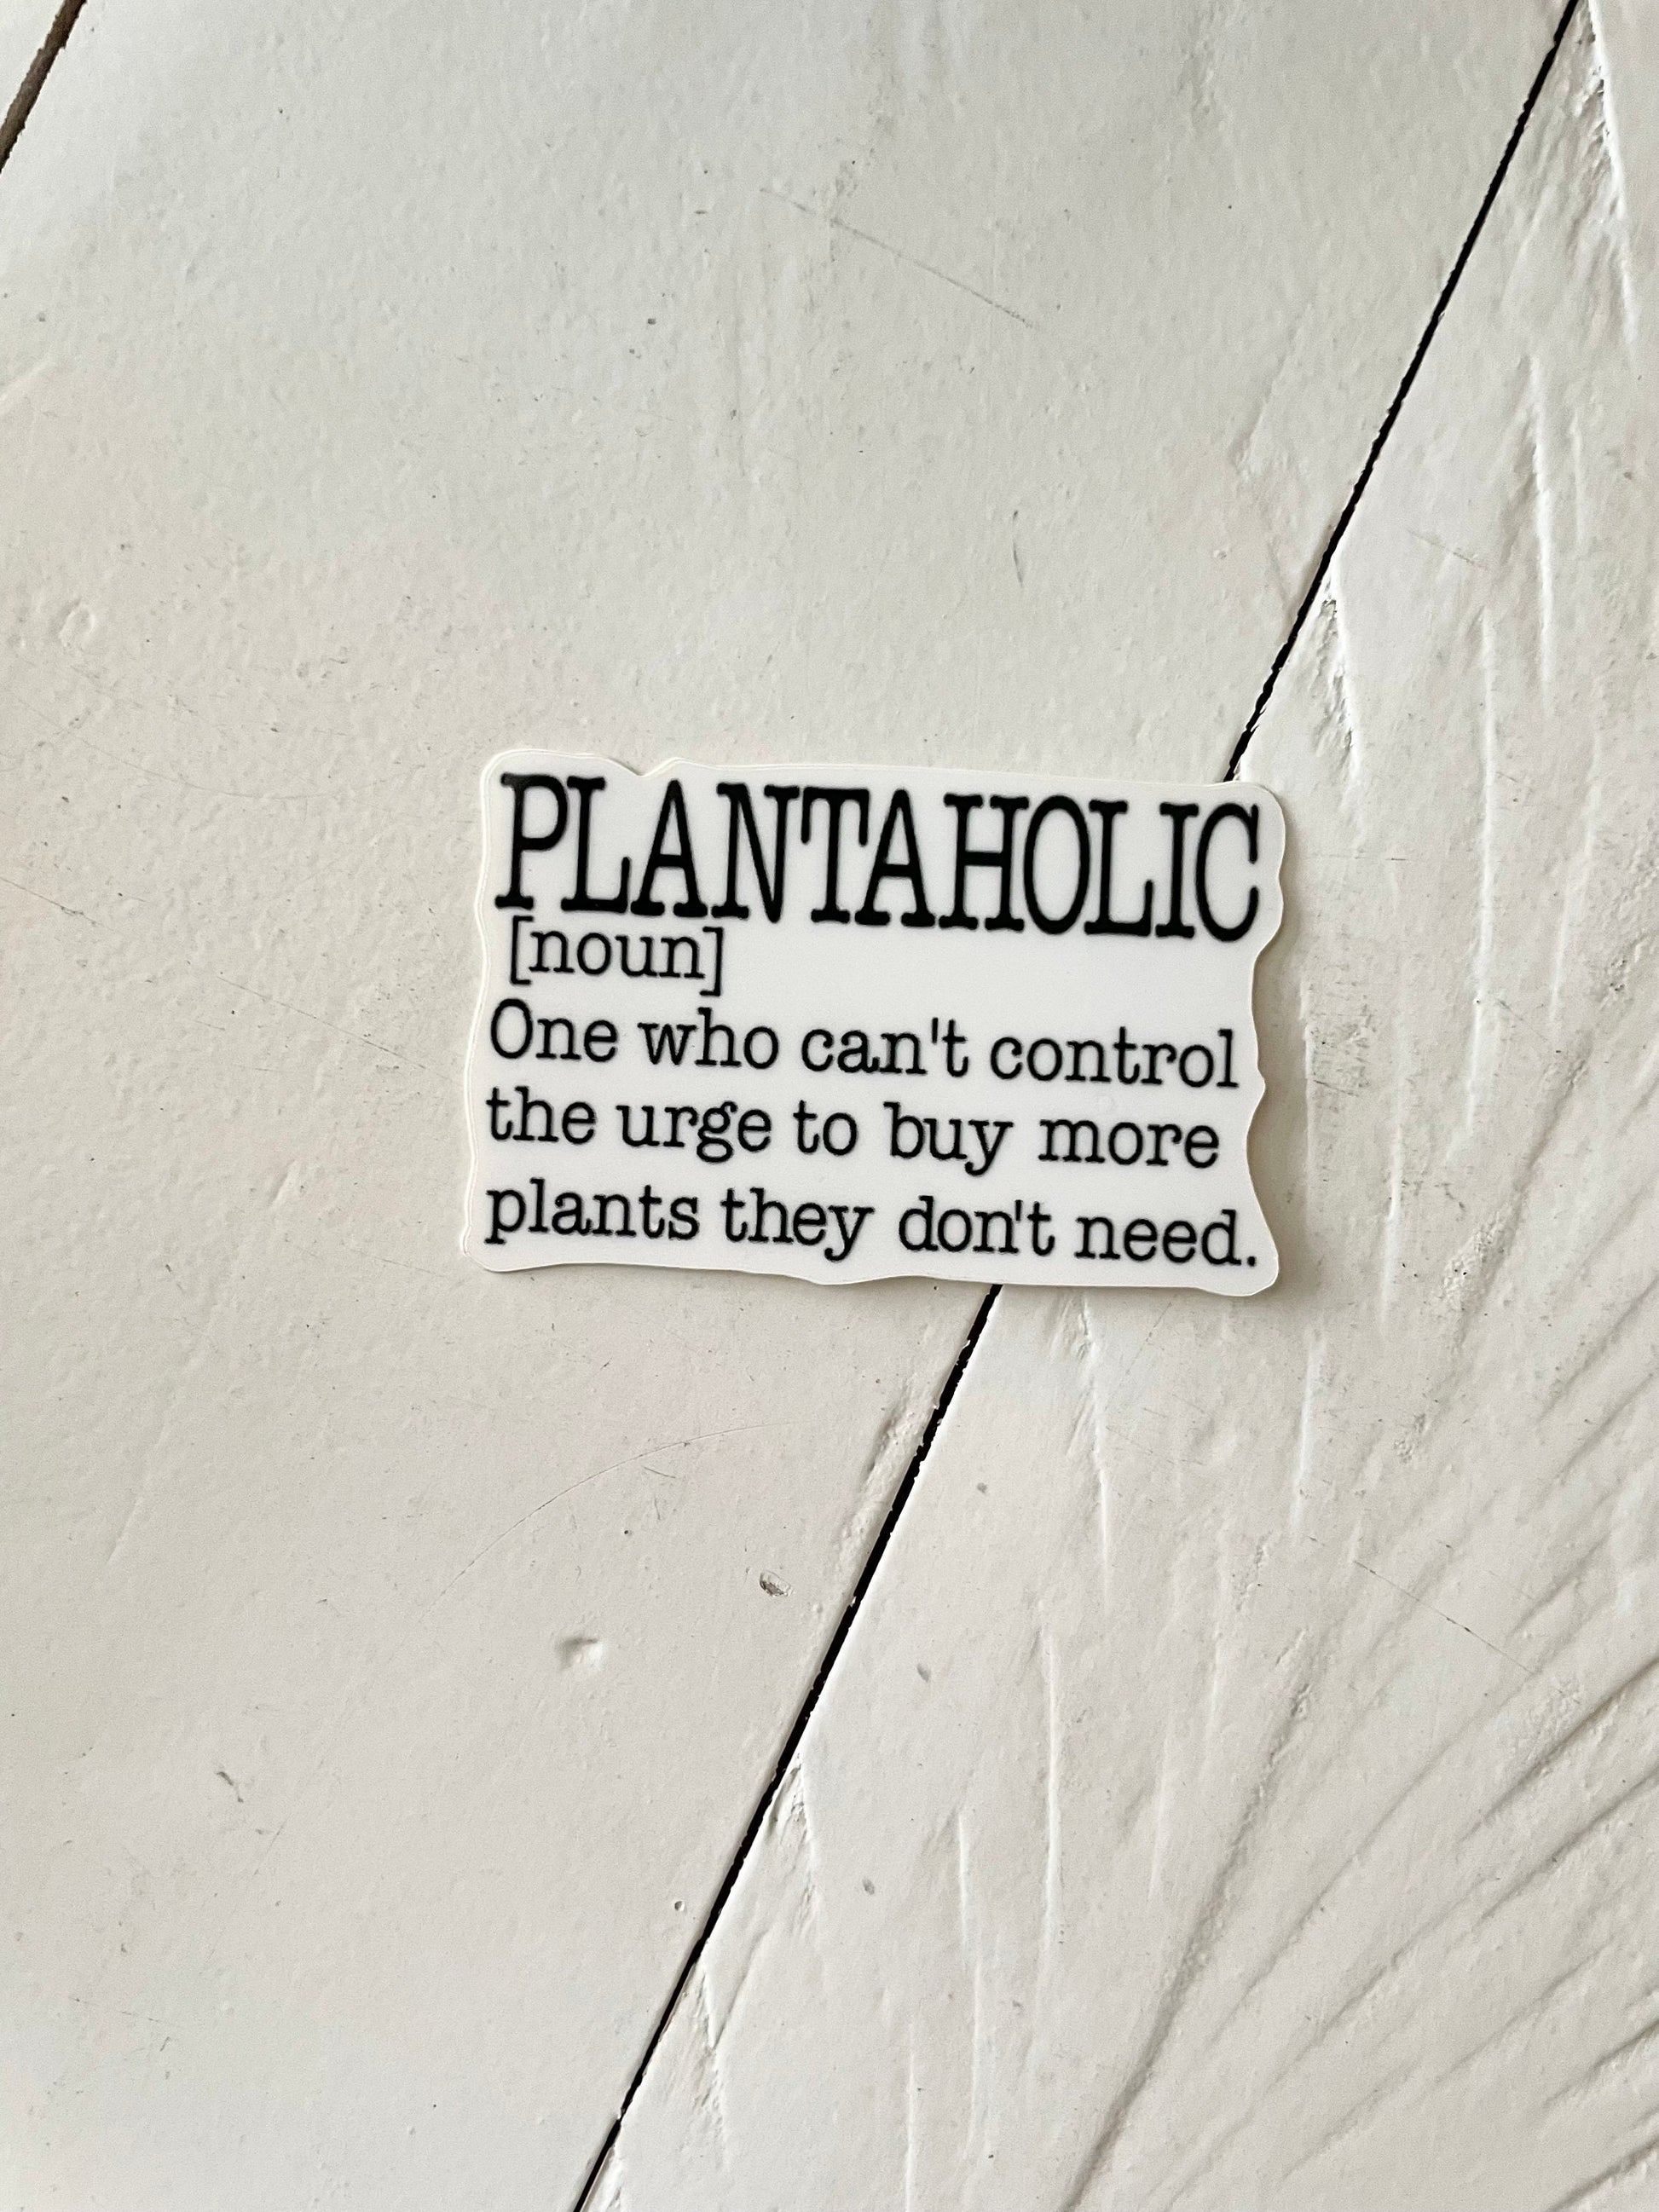 PLANTAHOLIC
[noun]
One who can't control
the urge to buy more
plants they don't need.